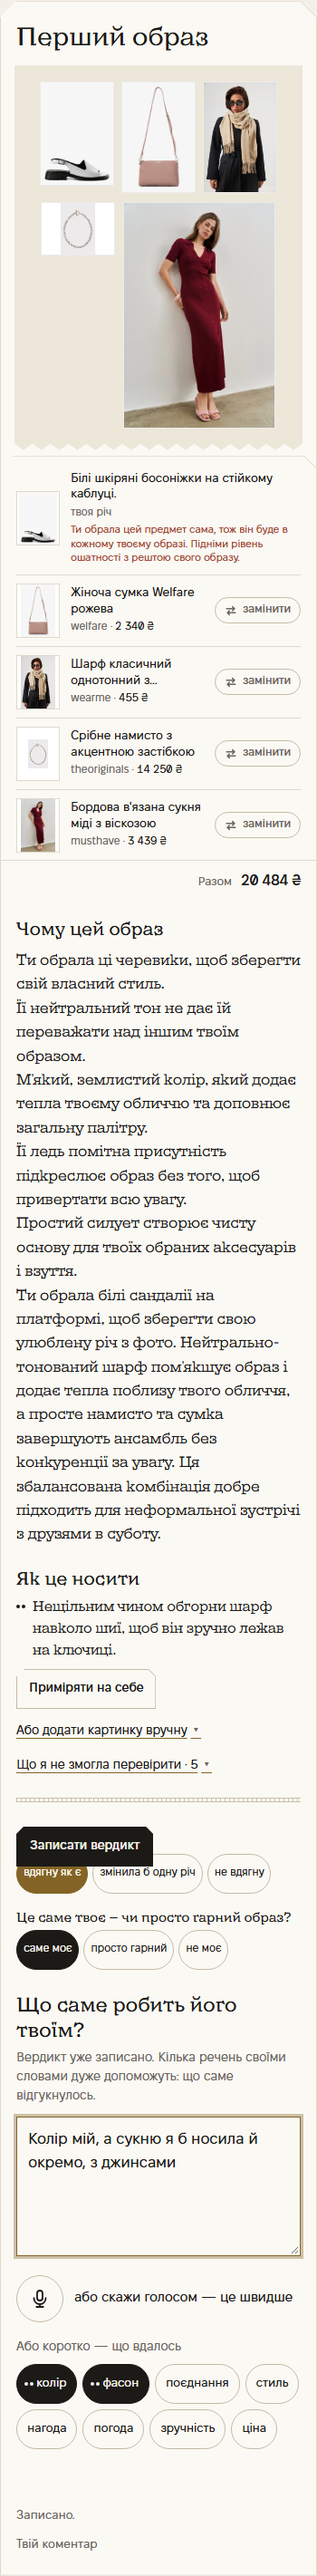 Перший образ
Білі шкіряні босоніжки на стійкому
каблуці.
твоя річ
Ти обрала цей предмет сама, тож він буде в
кожному твоєму образі. Підніми рівень
ошатності з рештою свого образу.
Жіноча сумка Welfare
рожева
welfare · 2 340 ₴
замінити
Шарф класичний
однотонний з...
wearme · 455 ₴
замінити
Срібне намисто з
акцентною застібкою
theoriginals · 14 250 ₴
замінити
Бордова в'язана сукня
міді з віскозою
musthave · 3 439 ₴
замінити
Разом 20 484 ₴
Чому цей образ
Ти обрала ці черевики, щоб зберегти
свій власний стиль.
Її нейтральний тон не дає їй
переважати над іншим твоїм
образом.
М'який, землистий колір, який додає
тепла твоєму обличчю та доповнює
загальну палітру.
Її ледь помітна присутність
підкреслює образ без того, щоб
привертати всю увагу.
Простий силует створює чисту
основу для твоїх обраних аксесуарів
і взуття.
Ти обрала білі сандалії на
платформі, щоб зберегти свою
улюблену річ з фото. Нейтрально-
тонований шарф пом'якшує образ і
додає тепла поблизу твого обличчя,
а просте намисто та сумка
завершують ансамбль без
конкуренції за увагу. Ця
збалансована комбінація добре
підходить для неформальної зустрічі
з друзями в суботу.
Як це носити
Нещільним чином обгорни шарф
навколо шиї, щоб він зручно лежав
на ключиці.
Приміряти на себе
Або додати картинку вручну
Що я не змогла перевірити · 5
Записати вердикт
вдягну як є
змінила б одну річ
не вдягну
Це саме твоє — чи просто гарний образ?
саме моє
просто гарний
не моє
Що саме робить його
твоїм?
Вердикт уже записано. Кілька речень своїми
словами дуже допоможуть: що саме
відгукнулось.
Колір мій, а сукню я б носила й
окремо, з джинсами
або скажи голосом — це швидше
Або коротко — що вдалось
колір
фасон
поєднання
стиль
нагода
погода
зручність
ціна
Записано.
Твій коментар